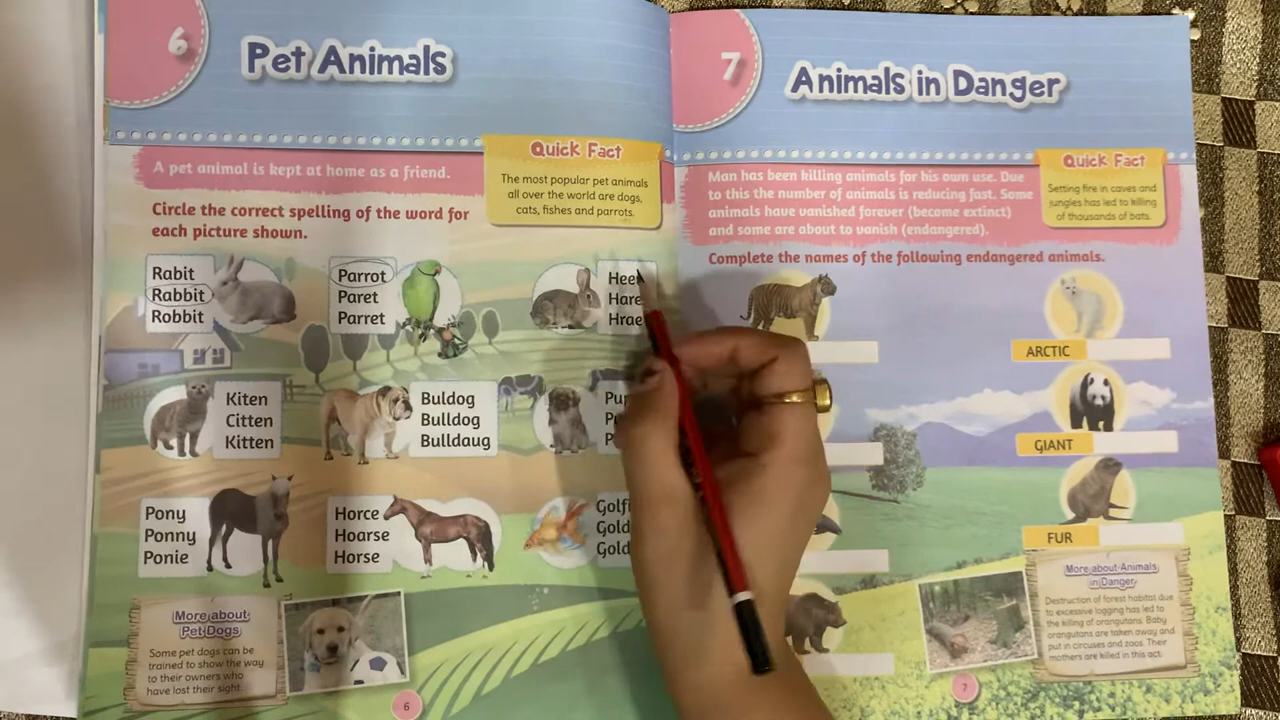 6
Pet Animals
A pet animal is kept at home as a friend.
Quick Fact
The most popular pet animals
all over the world are dogs,
cats, fishes and parrots.
Circle the correct spelling of the word for
each picture shown.
Rabit
Rabbit
Robbit
Parrot
Paret
Parret
Hare
Hrae
Kiten
Citten
Kitten
Buldog
Bulldog
Bulldaug
Pony
Ponny
Ponie
Horce
Hoarse
Horse
More about
Pet Dogs
Some pet dogs can be
trained to show the way
to their owners who
have lost their sight.
6
7
Animals in Danger
Man has been killing animals for his own use. Due
to this the number of animals is reducing fast. Some
animals have vanished forever (become extinct)
and some are about to vanish (endangered).
Quick Fact
Setting fire in caves and
jungles has led to killing
of thousands of bats.
Complete the names of the following endangered animals.
ARCTIC
GIANT
FUR
More about Animals
in Danger
Destruction of forest habitat due
to excessive logging has led to
the killing of orangutans. Baby
orangutans are taken away and
put in circuses and zoos. Their
mothers are killed in this act.
7